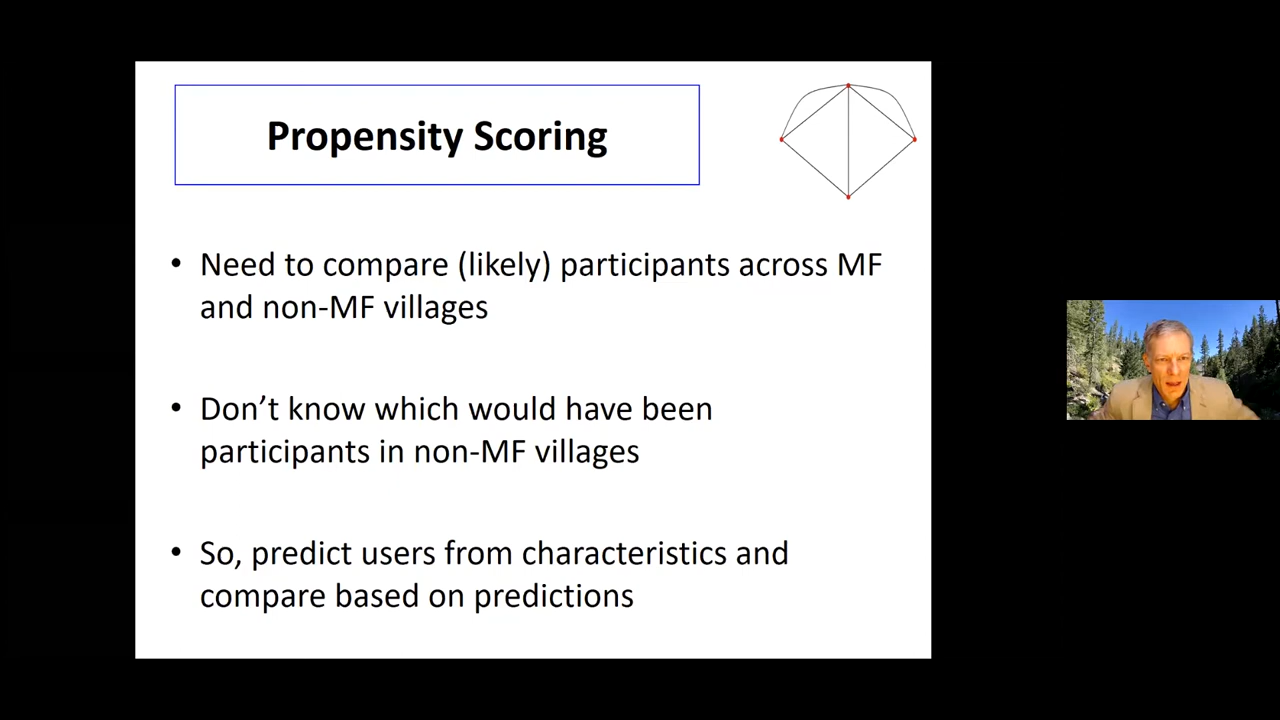 Propensity Scoring
• Need to compare (likely) participants across MF
and non-MF villages
• Don’t know which would have been
participants in non-MF villages
• So, predict users from characteristics and
compare based on predictions